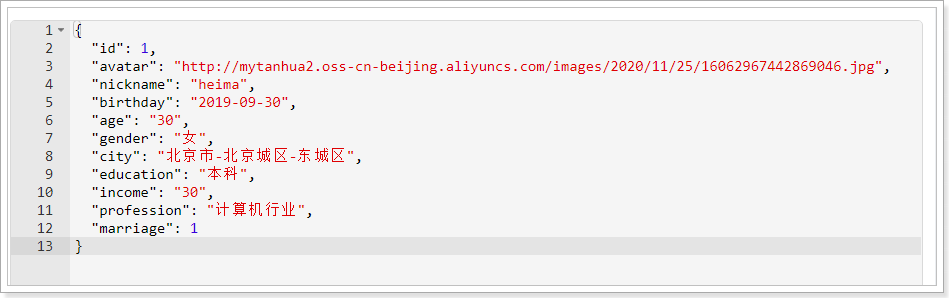 1 {
2 "id": 1,
3 "avatar": "http://mytanhua2.oss-cn-beijing.aliyuncs.com/images/2020/11/25/16062967442869046.jpg",
4 "nickname": "heima",
5 "birthday": "2019-09-30",
6 "age": "30",
7 "gender": "女",
8 "city": "北京市-北京城区-东城区",
9 "education": "本科",
10 "income": "30",
11 "profession": "计算机行业",
12 "marriage": 1
13 }